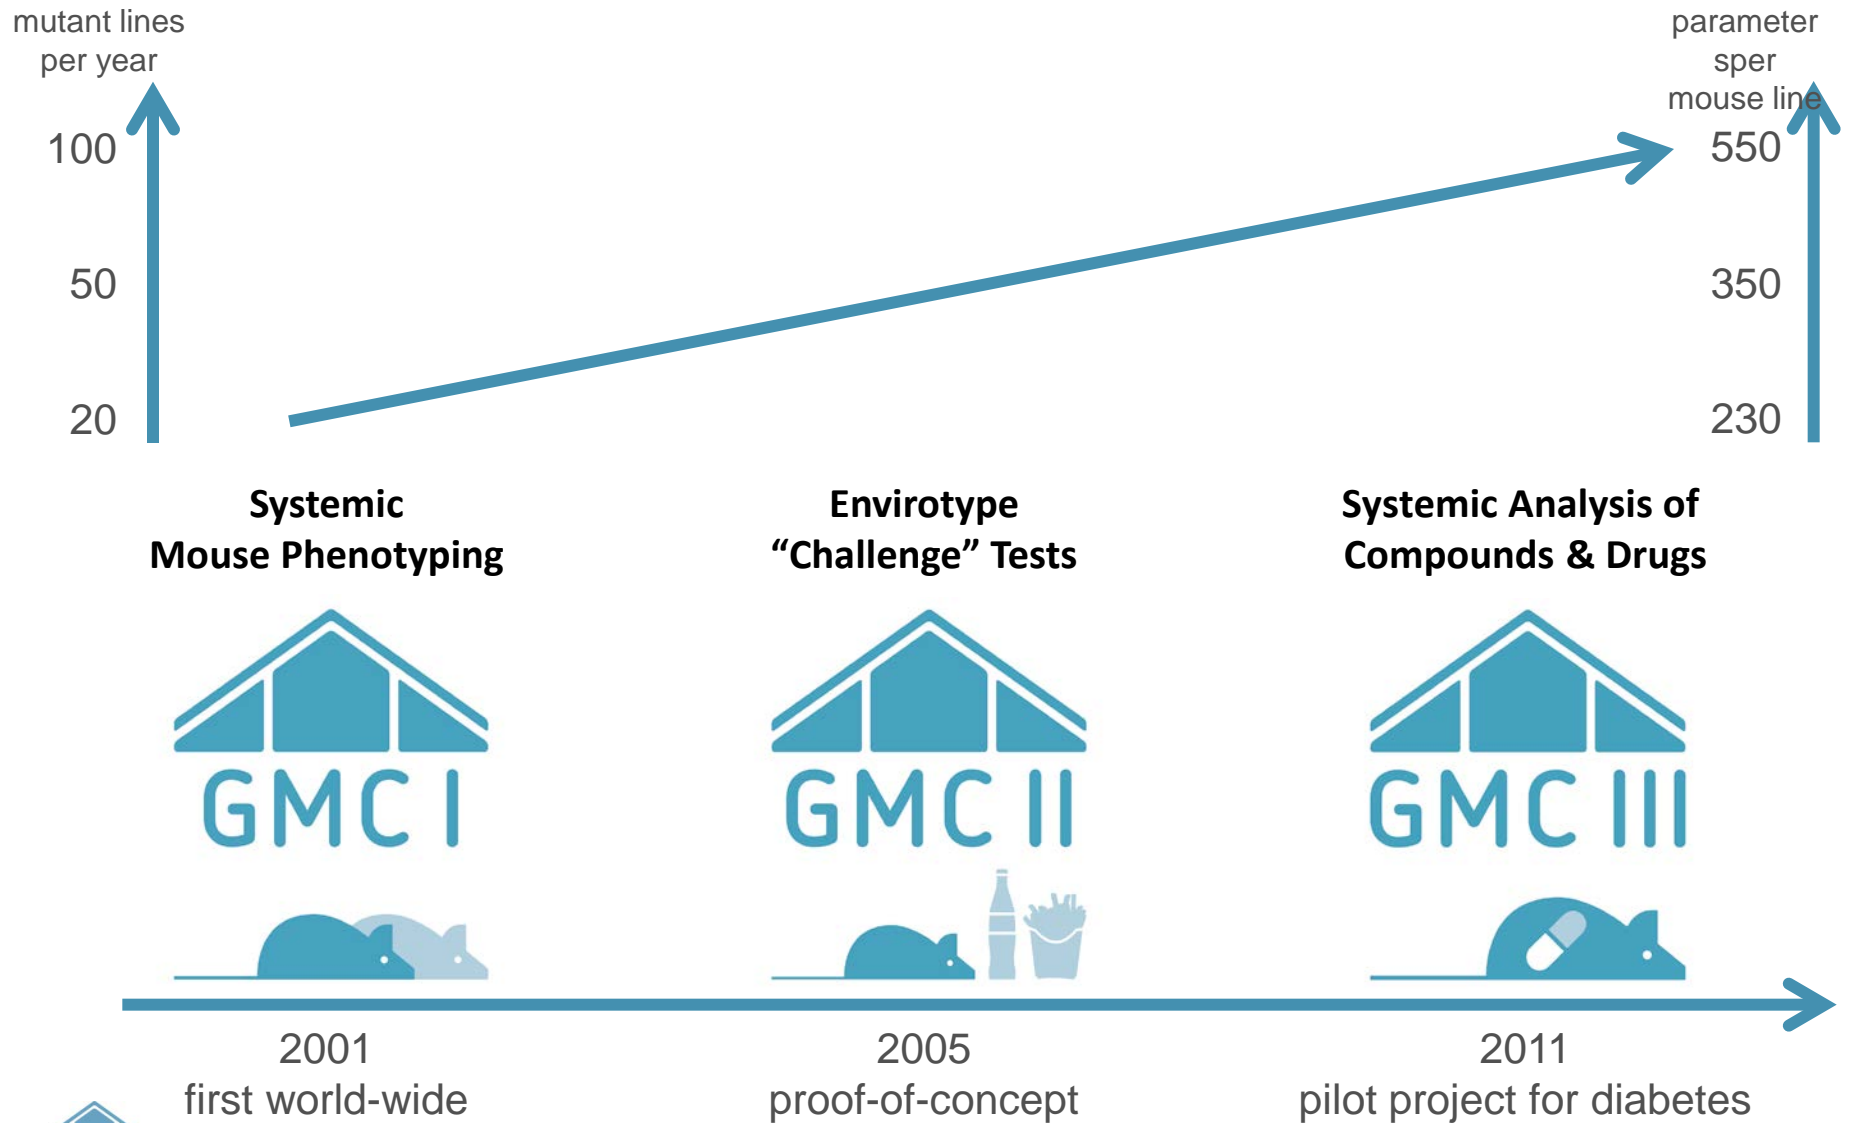 mutant lines
per year
parameter
sper
mouse line
100
50
20
550
350
230
Systemic
Mouse Phenotyping
Envirotype
“Challenge” Tests
Systemic Analysis of
Compounds & Drugs
GMC I
GMC II
GMC III
2001
first world-wide
2005
proof-of-concept
2011
pilot project for diabetes